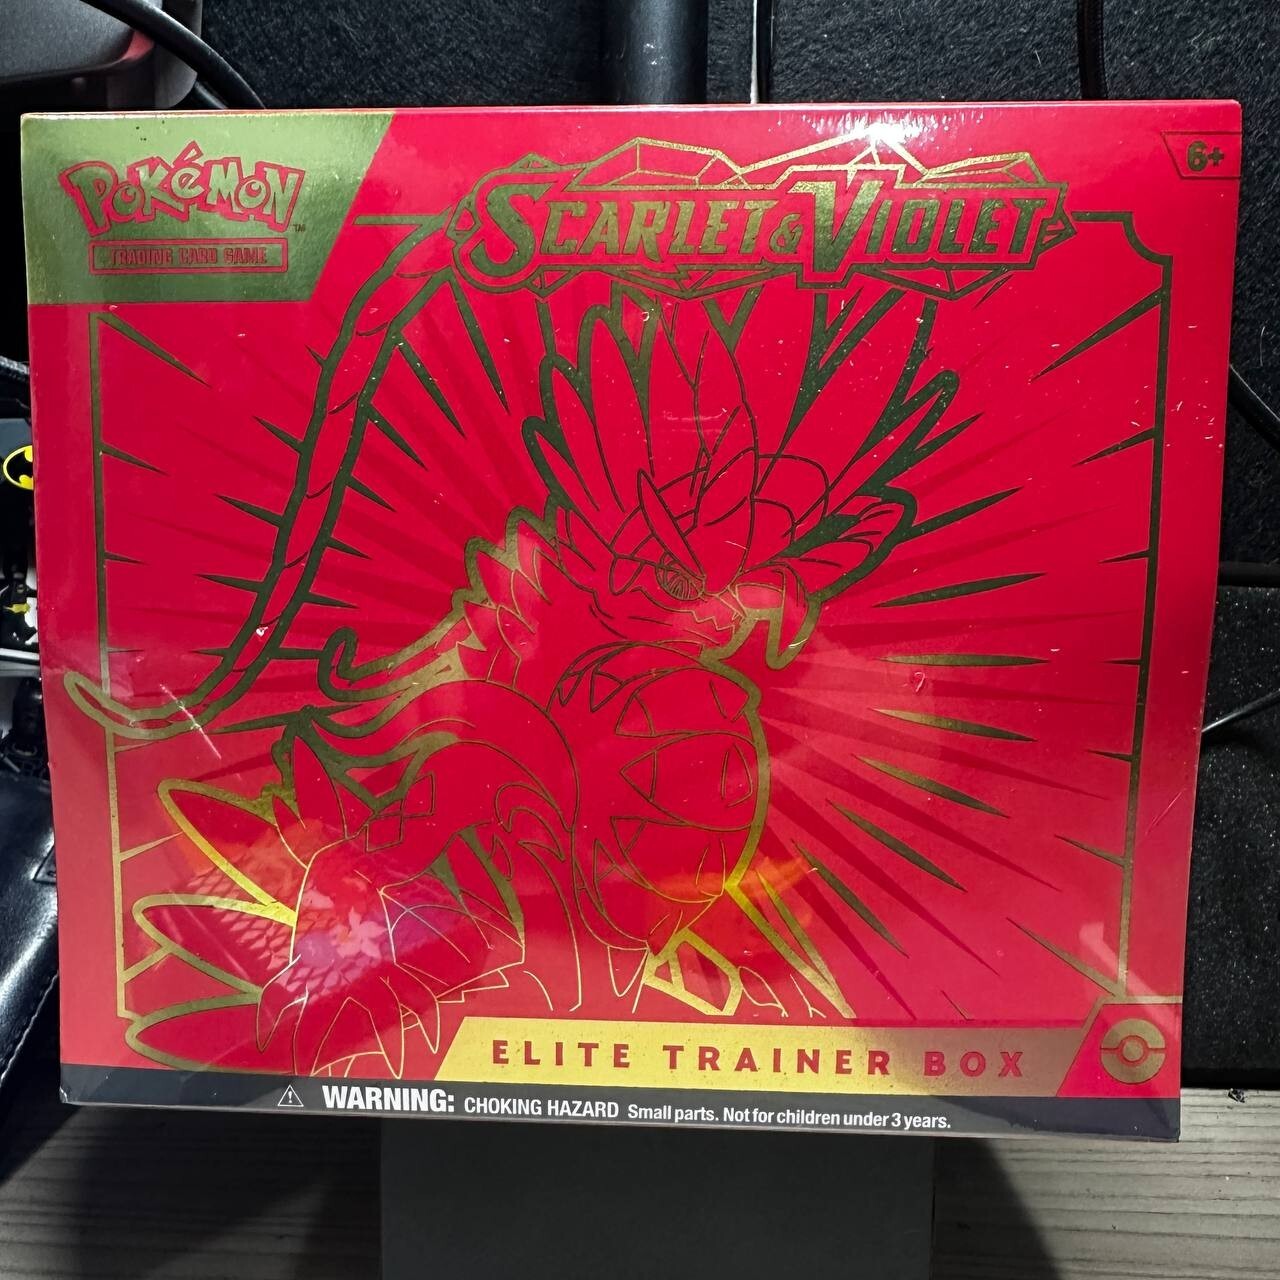 POKéMON
TM
TRADING CARD GAME
SCARLET & VIOLET
6+
ELITE TRAINER BOX
WARNING: CHOKING HAZARD Small parts. Not for children under 3 years.